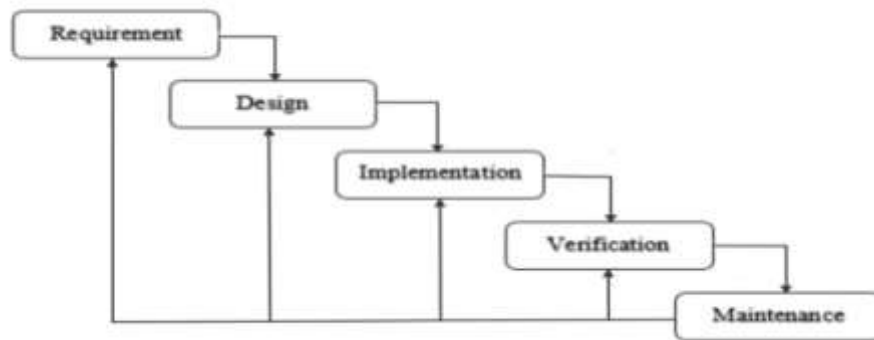 Requirement
Design
Implementation
Verification
Maintenance